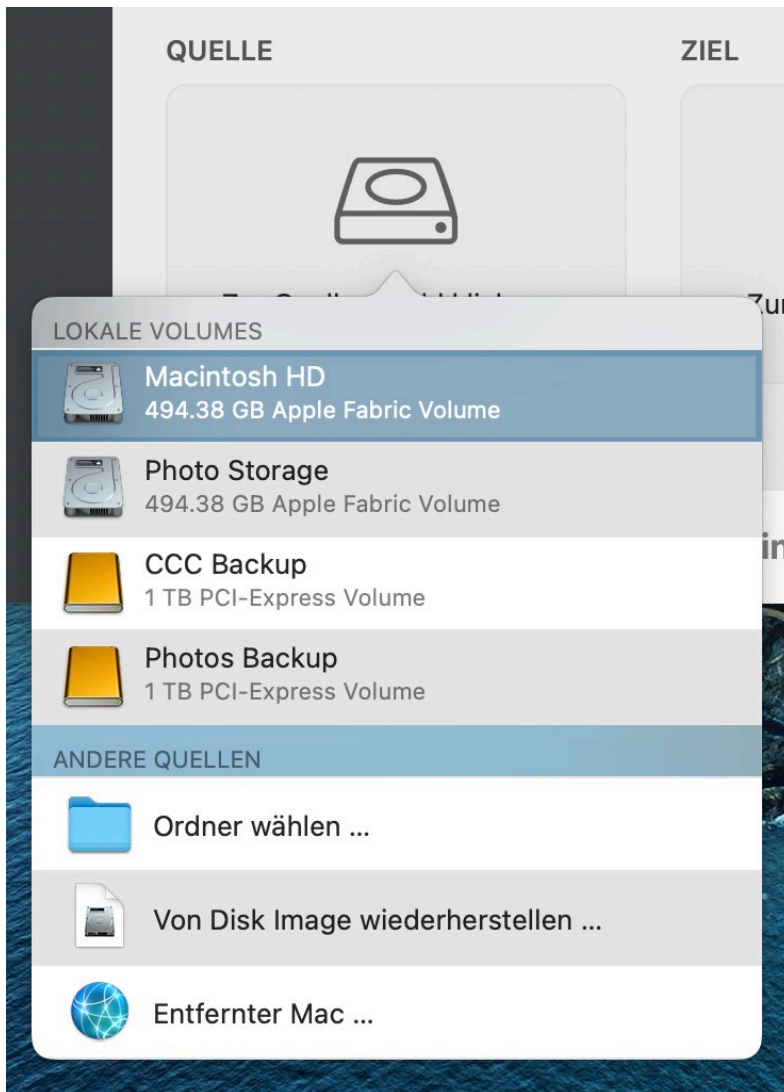 QUELLE
ZIEL
LOKALE VOLUMES
Macintosh HD
494.38 GB Apple Fabric Volume
Photo Storage
494.38 GB Apple Fabric Volume
CCC Backup
1 TB PCI-Express Volume
Photos Backup
1 TB PCI-Express Volume
ANDERE QUELLEN
Ordner wählen ...
Von Disk Image wiederherstellen ...
Entfernter Mac ...